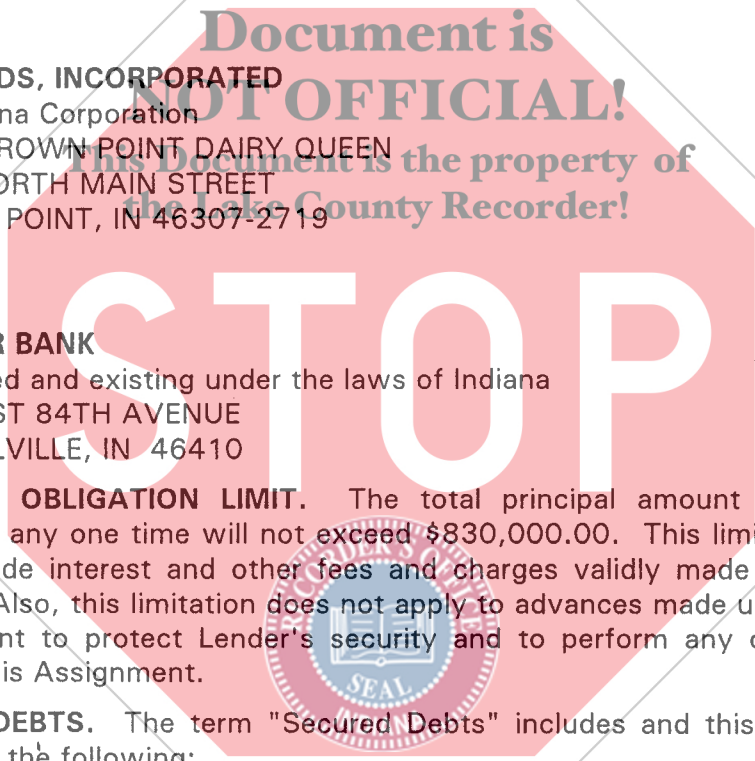 Document is
DS, INCORPORATED
NOT OFFICIAL!
na Corporation
ROWN POINT DAIRY QUEEN
This Document is the property of
ORTH MAIN STREET
the Lake County Recorder!
POINT, IN 46307-2719
STOP
R BANK
ed and existing under the laws of Indiana
ST 84TH AVENUE
LVILLE, IN 46410
OBLIGATION LIMIT. The total principal amount
any one time will not exceed $830,000.00. This limi
de interest and other fees and charges validly made
Also, this limitation does not apply to advances made u
nt to protect Lender's security and to perform any
is Assignment.
RECORDER'S OFFICE
SEAL
DEBTS. The term "Secured Debts" includes and this
the following: